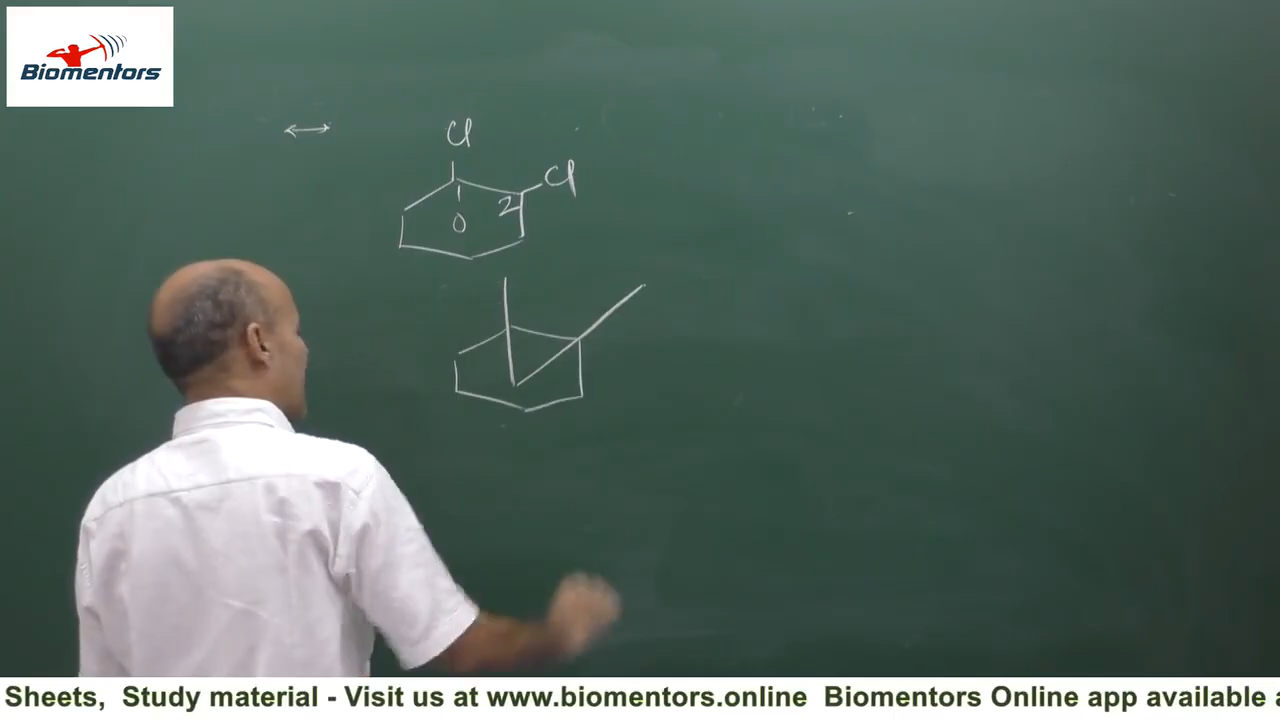 Biomentors
Cl
Cl
1
2
0
Sheets, Study material - Visit us at www.biomentors.online Biomentors Online app available